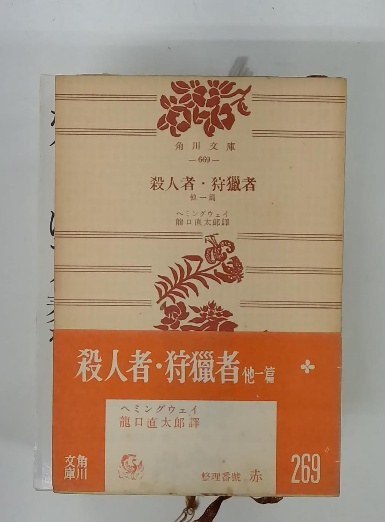 角川文庫
—669—
殺人者・狩獵者
他一篇
ヘミングウェイ
龍口直太郎譯
殺人者・狩獵者 他一篇
ヘミングウェイ
龍口直太郎譯
角川
文庫
整理番號 赤
269